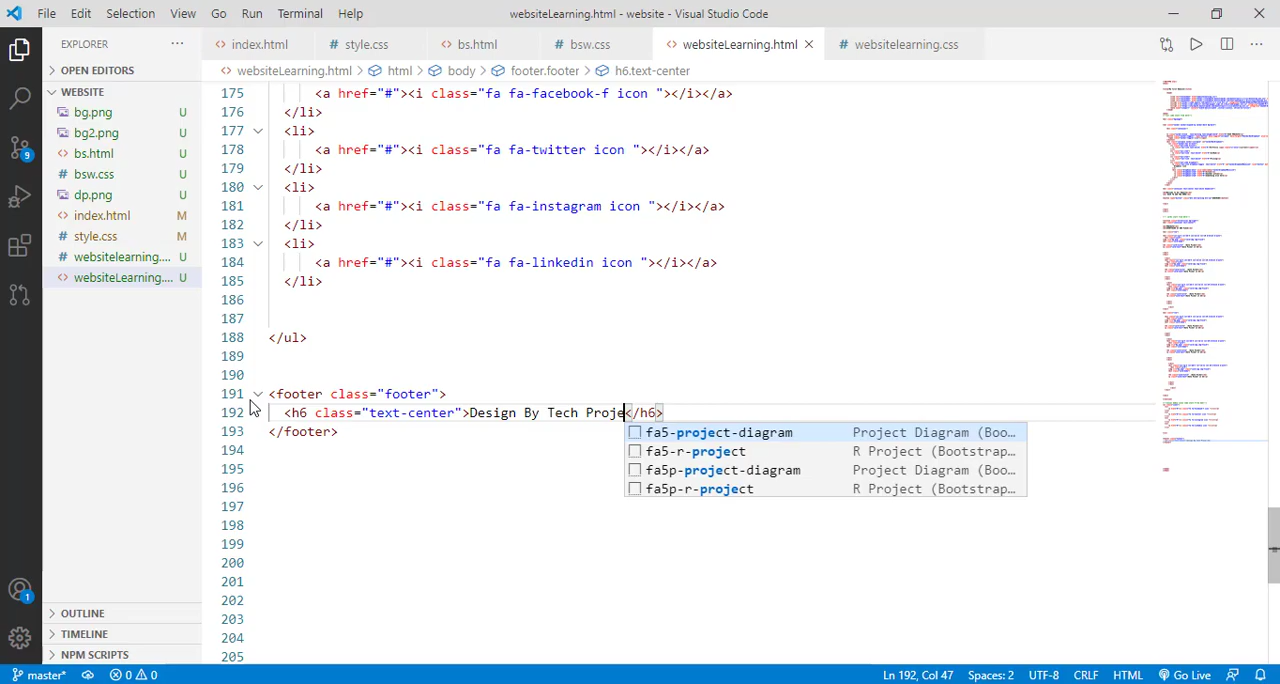 File Edit Selection View Go Run Terminal Help
websiteLearning.html - website - Visual Studio Code
EXPLORER ...
OPEN EDITORS
WEBSITE
bg.png U
bg2.png U
bs.html U
bsw.css U
bp.png U
index.html M
style.css M
websitelearning.... U
websiteLearning.... U
OUTLINE
TIMELINE
NPM SCRIPTS
index.html
style.css
bs.html
bsw.css
websiteLearning.html
websitelearning.css
websiteLearning.html > html > body > footer.footer > h6.text-center
175 <a href="#"><i class="fa fa-facebook-f icon "></i></a>
176 </li>
177 <li>
178 href="#"><i class="fa fa-twitter icon "></i></a>
179 </li>
180 <li>
181 href="#"><i class="fa fa-instagram icon "></i></a>
182 </li>
183 <li>
184 href="#"><i class="fa fa-linkedin icon "></i></a>
185 </li>
186
187
188 </ul>
189
190
191 <footer class="footer">
192 class="text-center">Design By Proje</h6>
193 </footer>
194
195
196
197
198
199
200
201
202
203
204
205
fa5-project-diagram Project Diagram (Boo...
fa5-r-project R Project (Bootstrap...
fa5p-project-diagram Project Diagram (Boo...
fa5p-r-project R Project (Bootstrap...
master* 0 0
Ln 192, Col 47 Spaces: 2 UTF-8 CRLF HTML Go Live
9
1